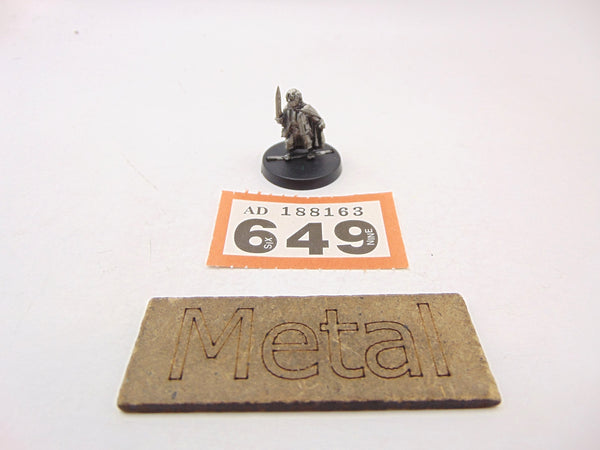 AD 188163
649
SIX
NINE
Metal